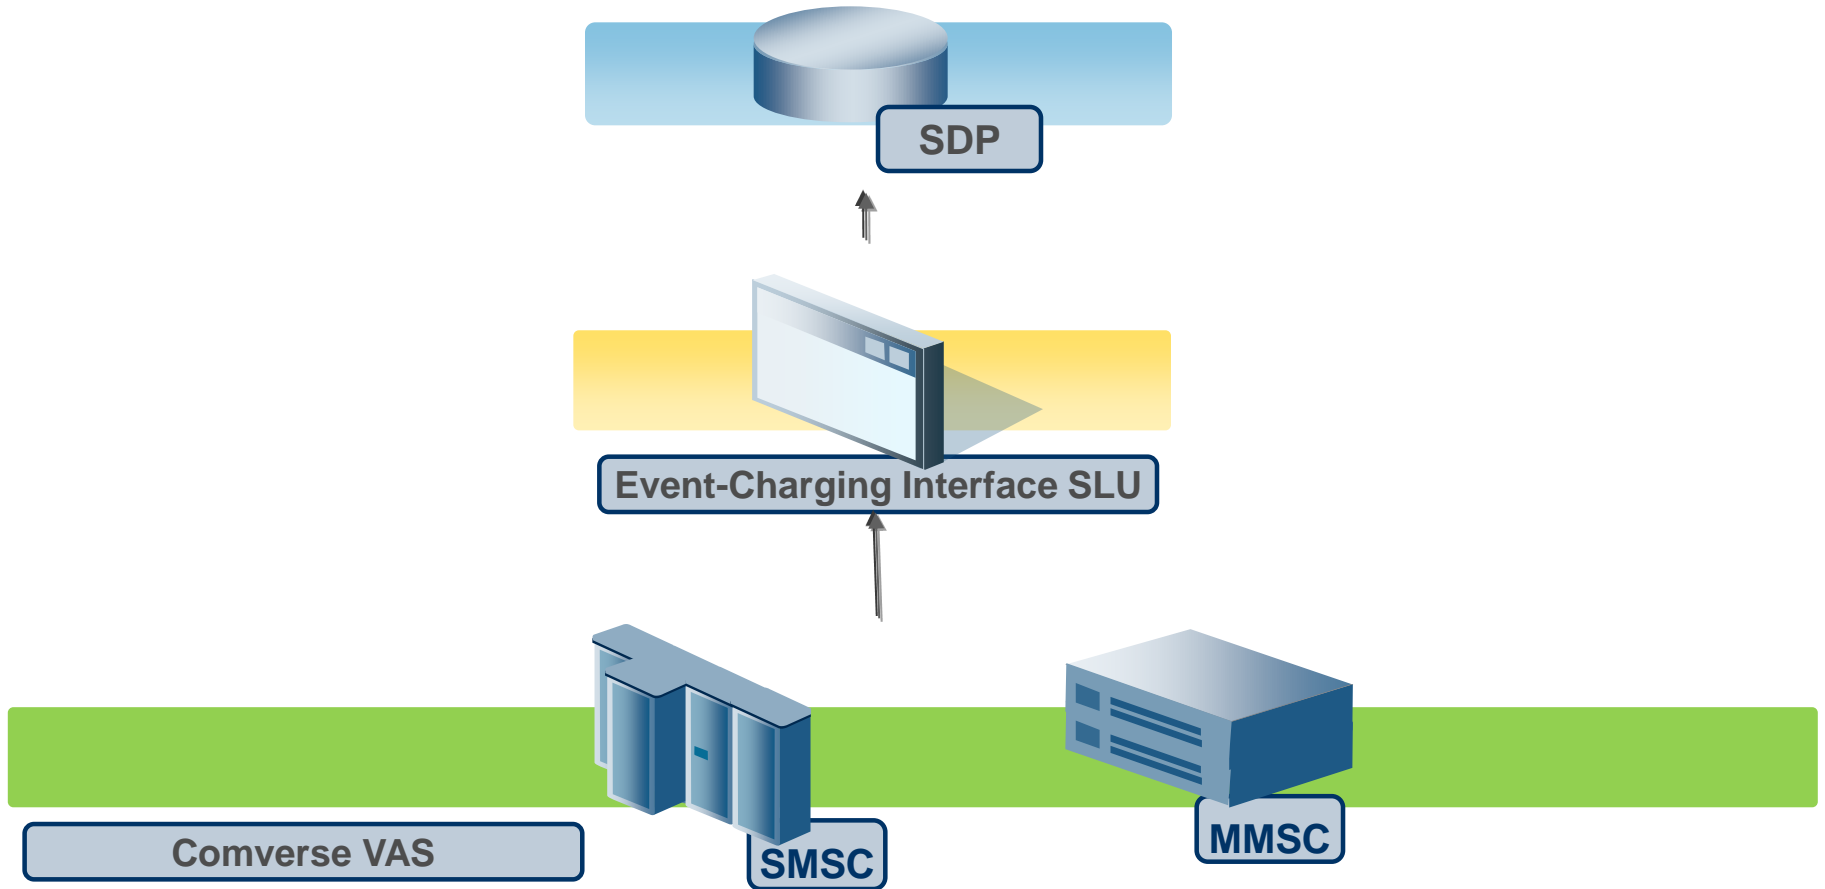 SDP
Event-Charging Interface SLU
Comverse VAS
SMSC
MMSC